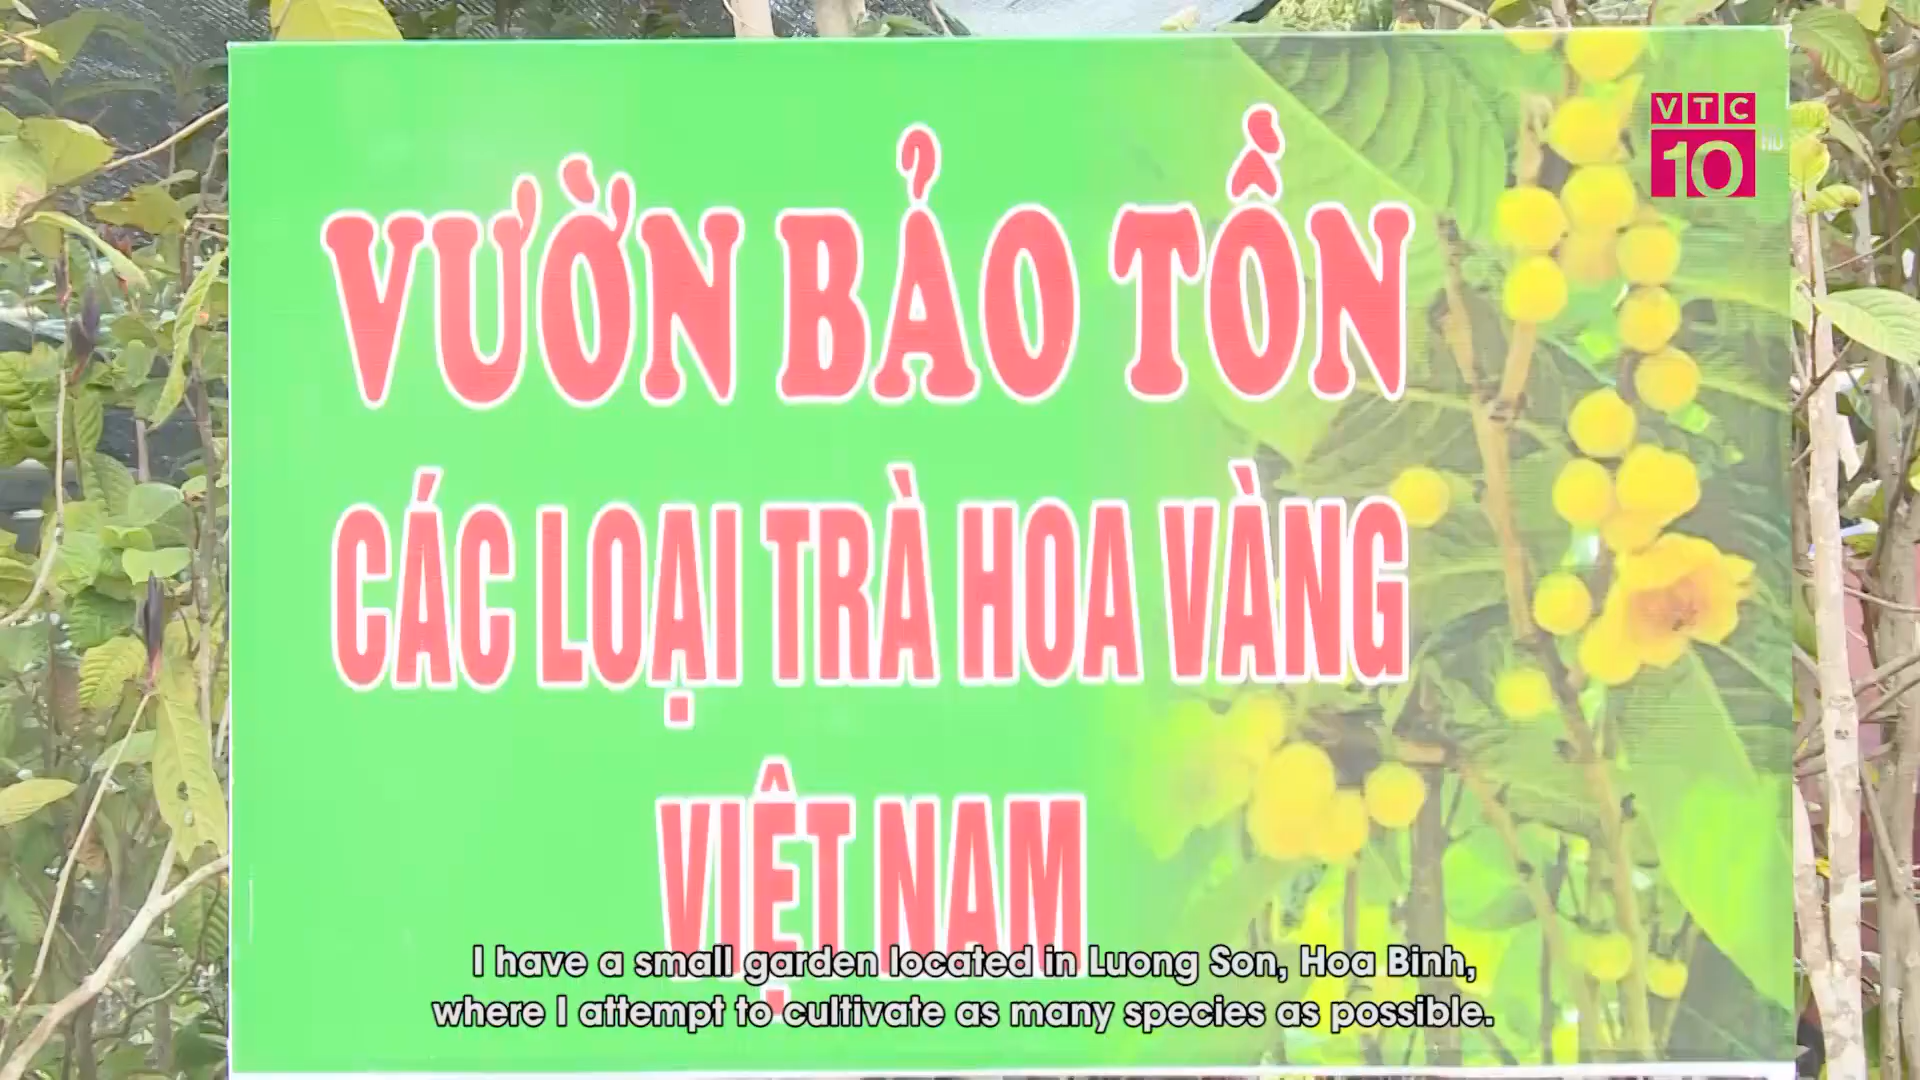 VTC
10
HD
VƯỜN BẢO TỒN
CÁC LOẠI TRÀ HOA VÀNG
VIỆT NAM
I have a small garden located in Luong Son, Hoa Binh,
where I attempt to cultivate as many species as possible.